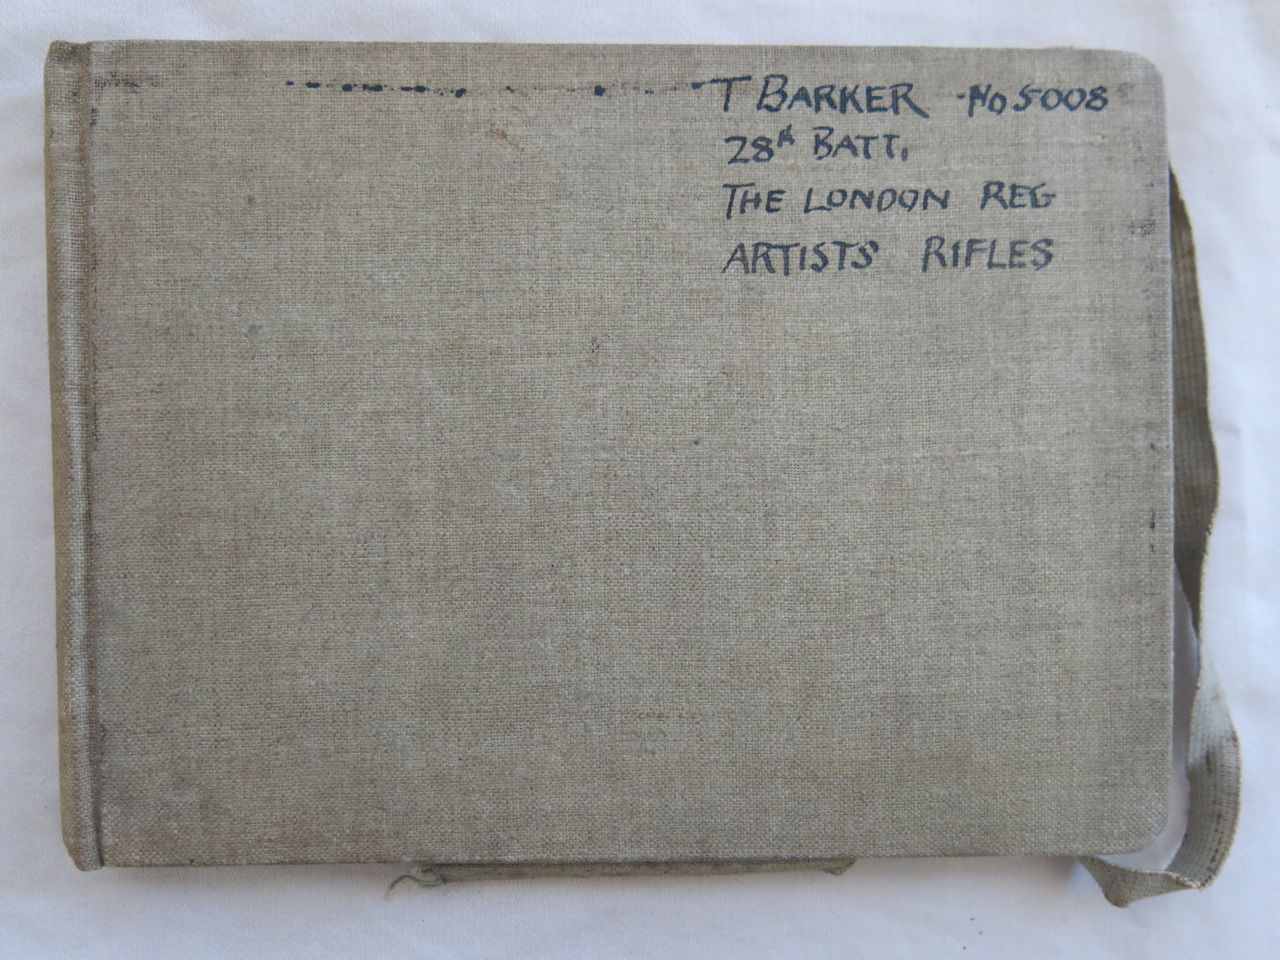 T BARKER - No 5008
28th BATT,
THE LONDON REG
ARTISTS RIFLES